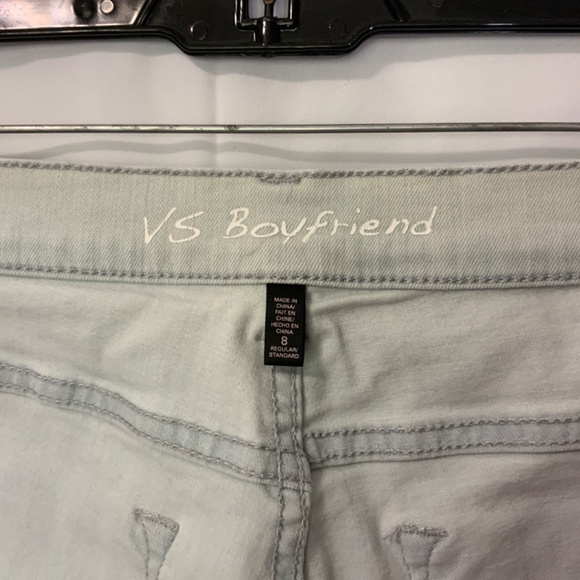 VS Boyfriend
MADE IN
CHINA/
FAIT EN
CHINE/
HECHO EN
CHINA
8
REGULAR/
STANDARD